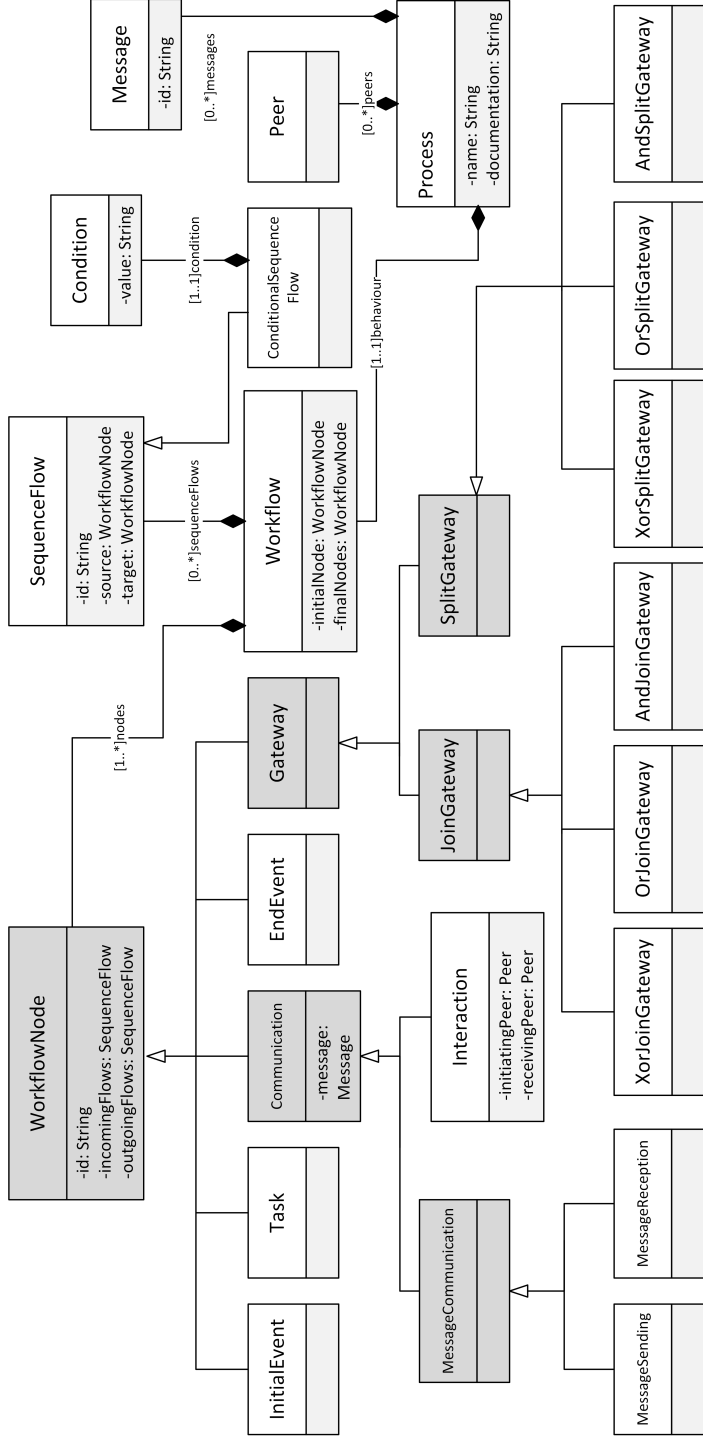 WorkflowNode
-id: String
-incomingFlows: SequenceFlow
-outgoingFlows: SequenceFlow
[1..*]nodes
SequenceFlow
-id: String
-source: WorkflowNode
-target: WorkflowNode
[0..*]sequenceFlows
Condition
-value: String
[1..1]condition
Message
-id: String
[0..*]messages
InitialEvent
Task
Communication
-message:
Message
EndEvent
Gateway
Workflow
-initialNode: WorkflowNode
-finalNodes: WorkflowNode
[1..1]behaviour
ConditionalSequence
Flow
Peer
[0..*]peers
Process
-name: String
-documentation: String
MessageCommunication
Interaction
-initiatingPeer: Peer
-receivingPeer: Peer
JoinGateway
SplitGateway
MessageSending
MessageReception
XorJoinGateway
OrJoinGateway
AndJoinGateway
XorSplitGateway
OrSplitGateway
AndSplitGateway